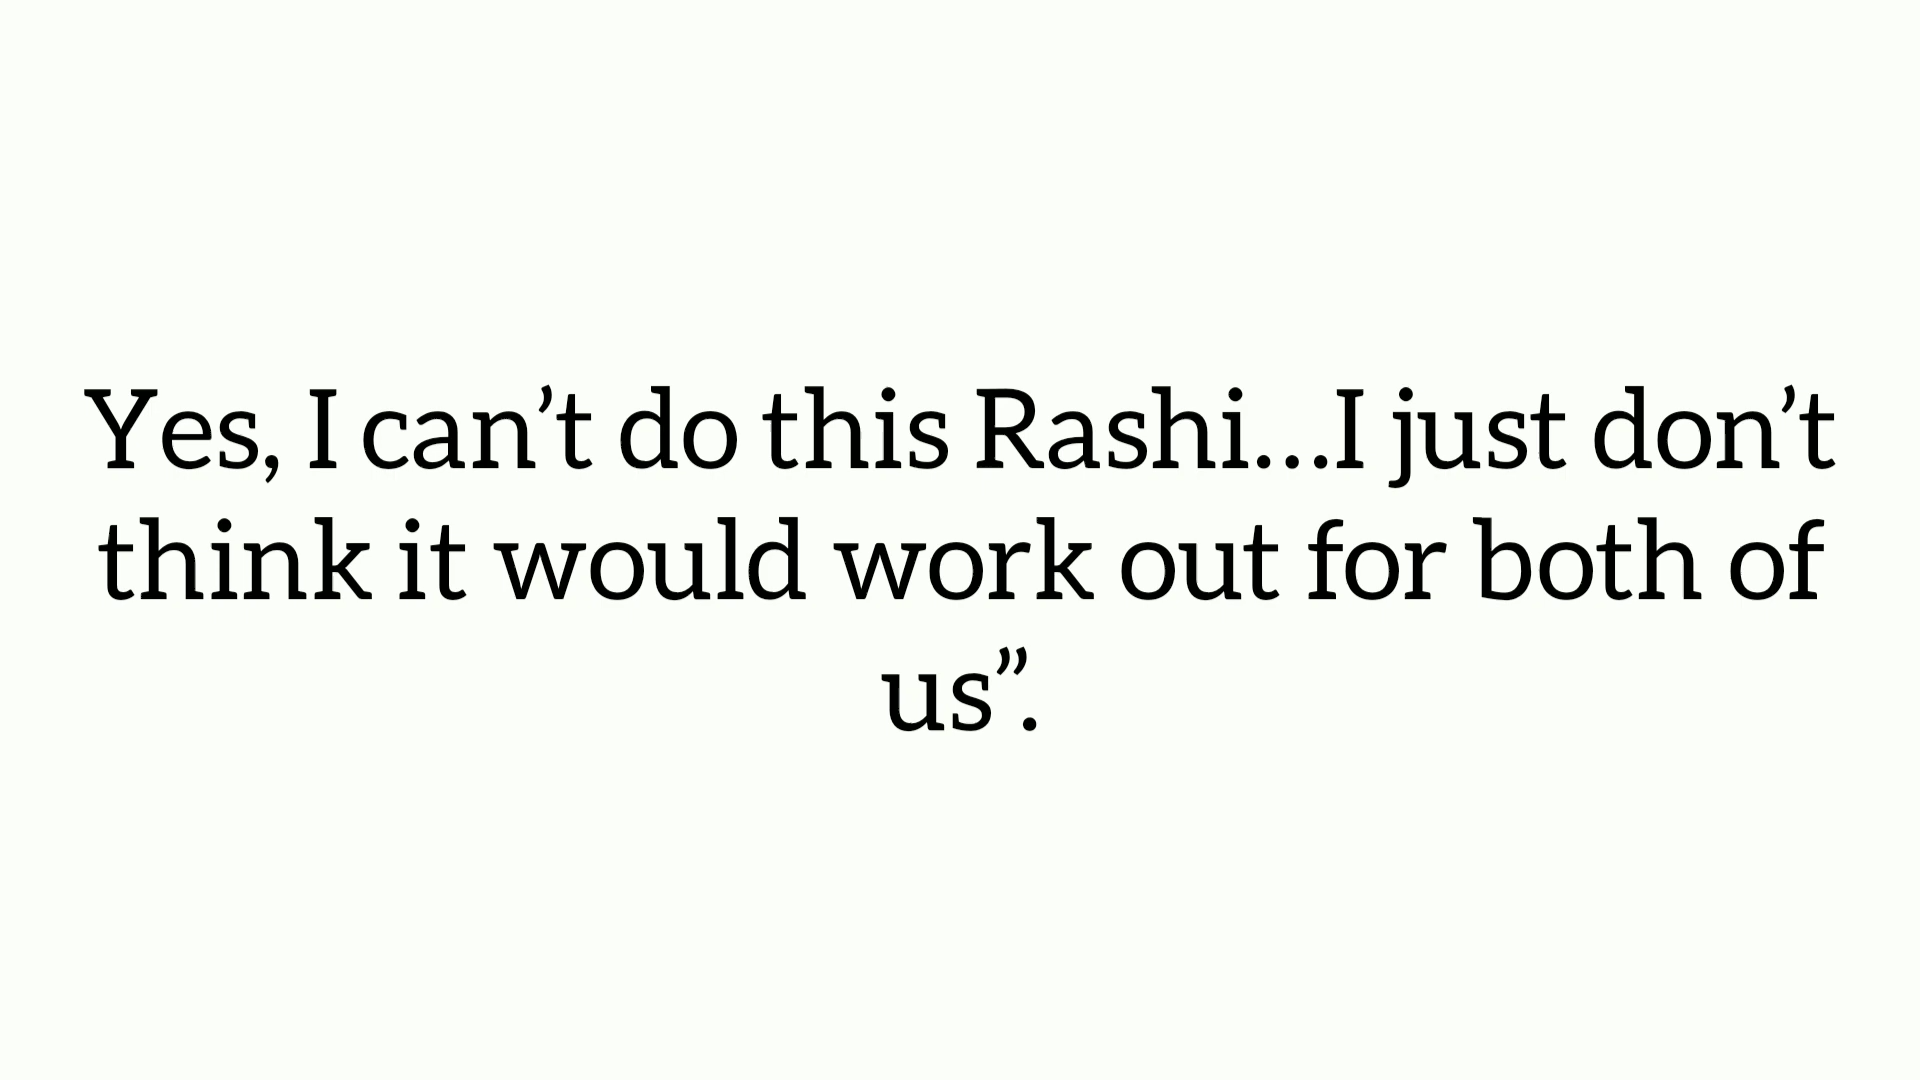 Yes, I can’t do this Rashi...I just don’t
think it would work out for both of
us”.